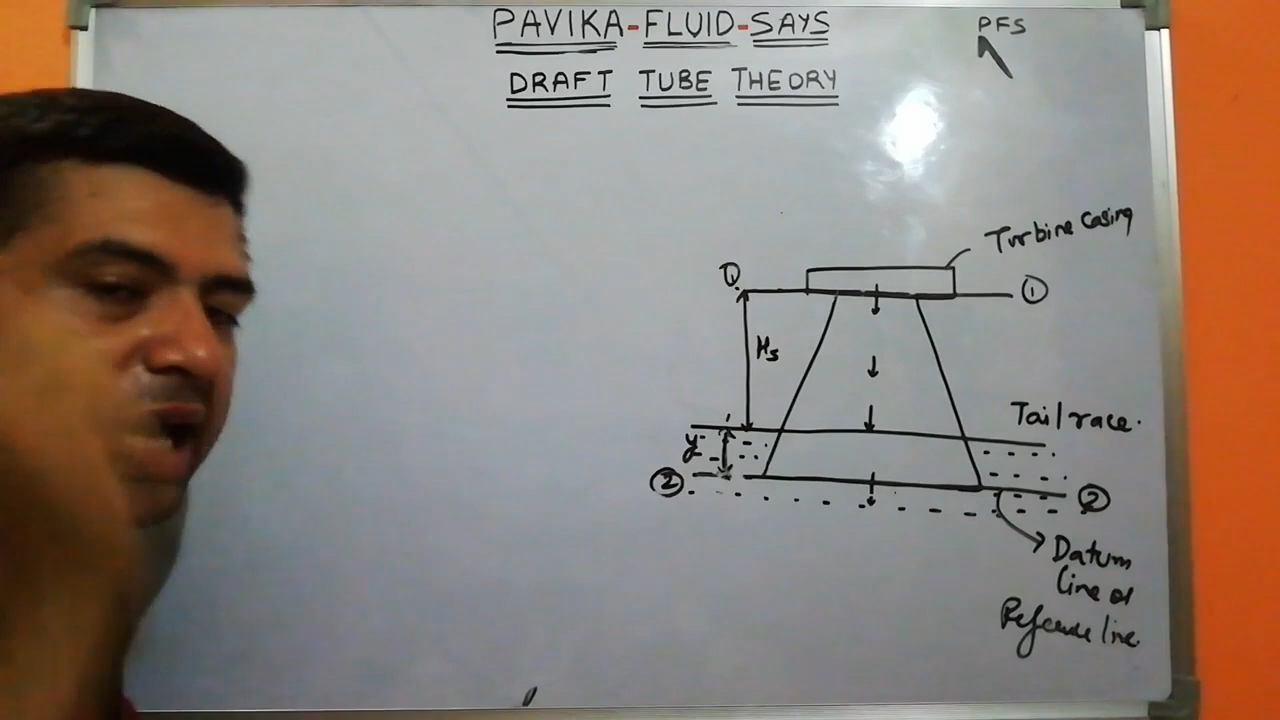 PAVIKA-FLUID-SAYS
PFS
DRAFT TUBE THEORY
Turbine Casing
①
Hs
Tail race.
y
②
②
Datum
line or
Reference line.